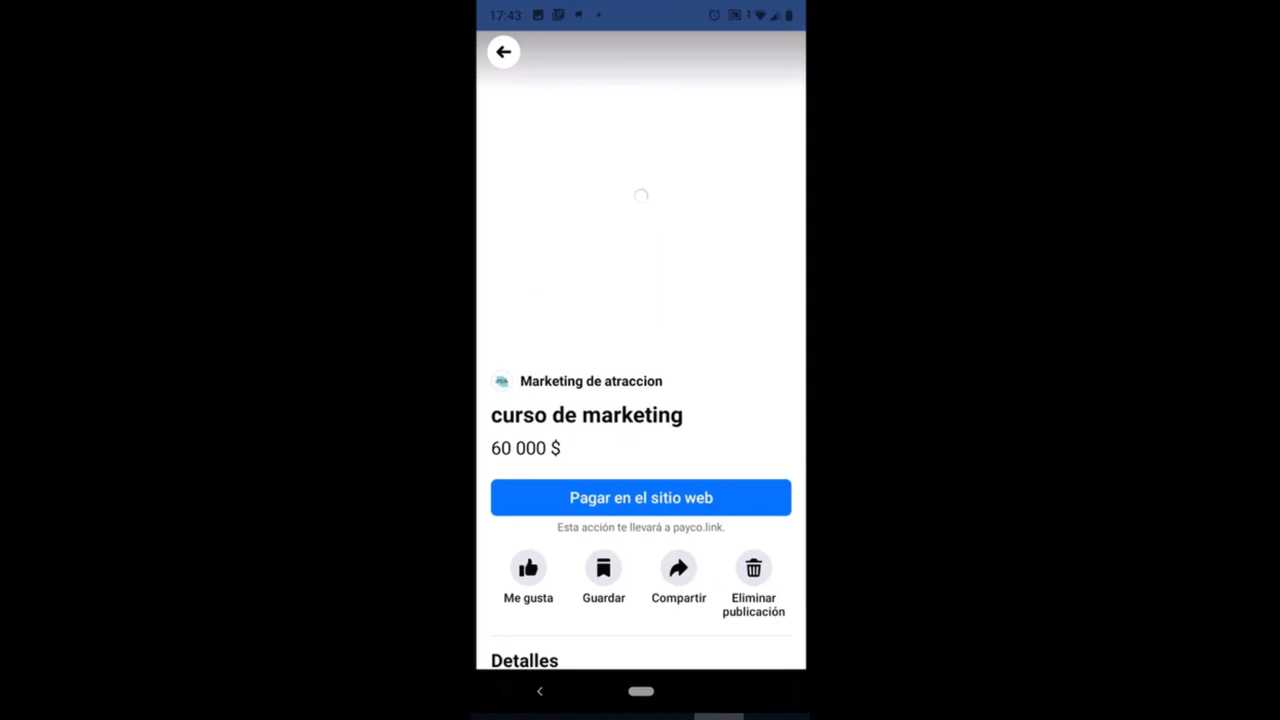 17:43
Marketing de atraccion
curso de marketing
60 000 $
Pagar en el sitio web
Esta acción te llevará a payco.link.
Me gusta
Guardar
Compartir
Eliminar
publicación
Detalles